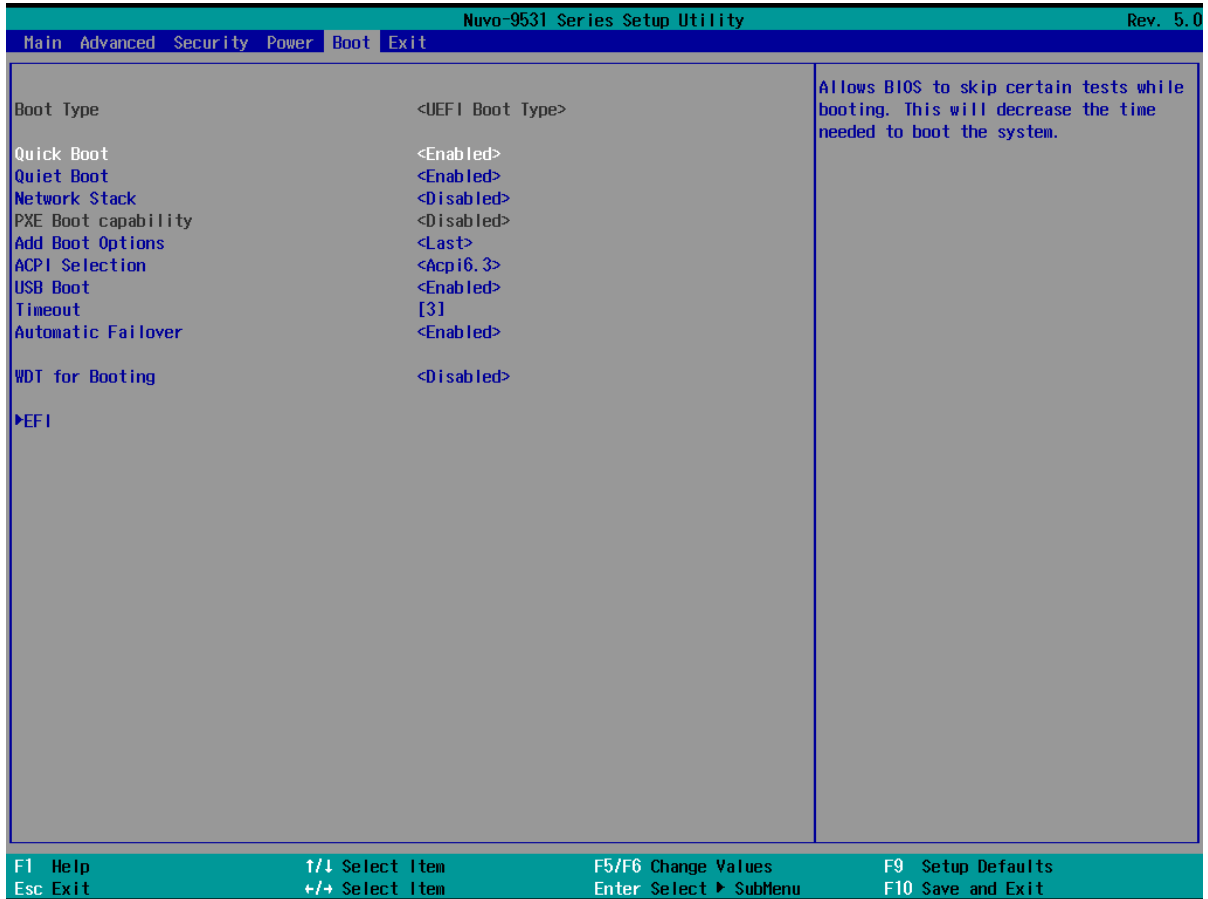 Nuvo-9531 Series Setup Utility Rev. 5.0
Main Advanced Security Power Boot Exit
Boot Type <UEFI Boot Type>
Quick Boot <Enabled>
Quiet Boot <Enabled>
Network Stack <Disabled>
PXE Boot capability <Disabled>
Add Boot Options <Last>
ACPI Selection <Acpi6.3>
USB Boot <Enabled>
Timeout [3]
Automatic Failover <Enabled>
WDT for Booting <Disabled>
▶EFI
Allows BIOS to skip certain tests while
booting. This will decrease the time
needed to boot the system.
F1 Help ↑/↓ Select Item F5/F6 Change Values F9 Setup Defaults
Esc Exit ←/→ Select Item Enter Select ▶ SubMenu F10 Save and Exit